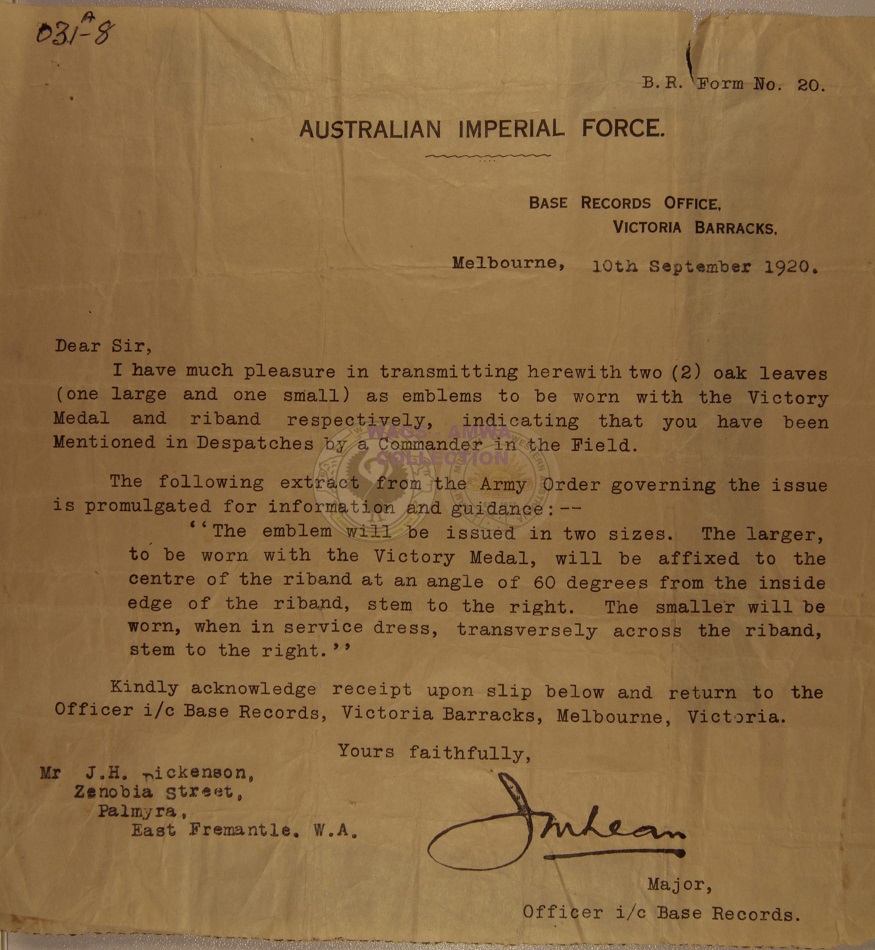 031A-8
B.R. Form No. 20.
AUSTRALIAN IMPERIAL FORCE.
BASE RECORDS OFFICE,
VICTORIA BARRACKS.
Melbourne, 10th September 1920.
Dear Sir,
I have much pleasure in transmitting herewith two (2) oak leaves
(one large and one small) as emblems to be worn with the Victory
Medal and riband respectively, indicating that you have been
Mentioned in Despatches by a Commander in the Field.
The following extract from the Army Order governing the issue
is promulgated for information and guidance:--
‘‘The emblem will be issued in two sizes. The larger,
to be worn with the Victory Medal, will be affixed to the
centre of the riband at an angle of 60 degrees from the inside
edge of the riband, stem to the right. The smaller will be
worn, when in service dress, transversely across the riband,
stem to the right.’’
Kindly acknowledge receipt upon slip below and return to the
Officer i/c Base Records, Victoria Barracks, Melbourne, Victoria.
Yours faithfully,
Mr J.H. Dickenson,
Zenobia street,
Palmyra,
East Fremantle. W.A.
JMLean
Major,
Officer i/c Base Records.
COLLECTION